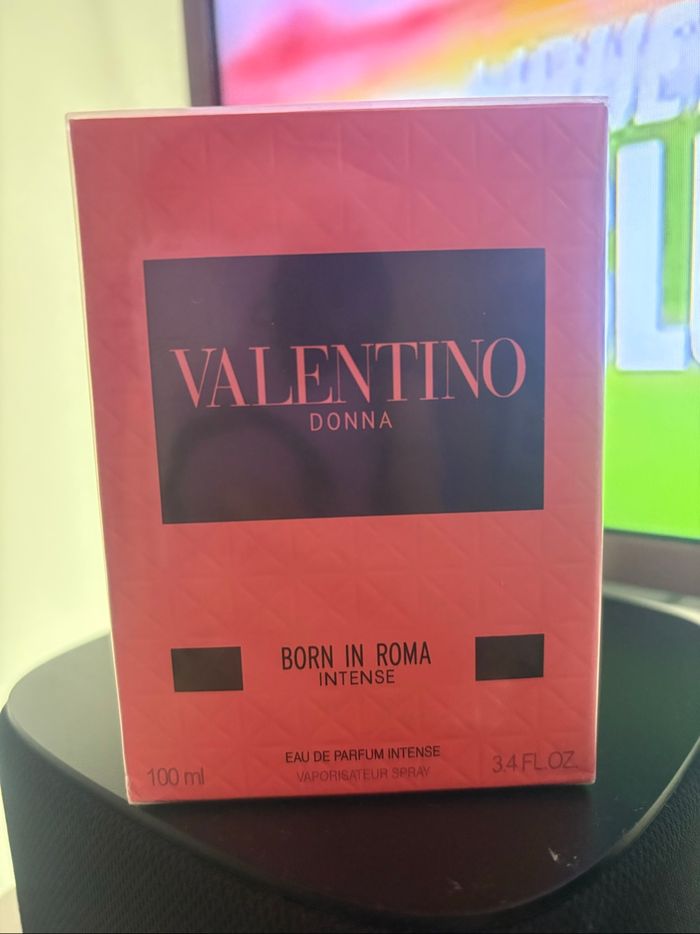 VALENTINO
DONNA
BORN IN ROMA
INTENSE
EAU DE PARFUM INTENSE
VAPORISATEUR SPRAY
100 ml
3.4 FL.OZ.